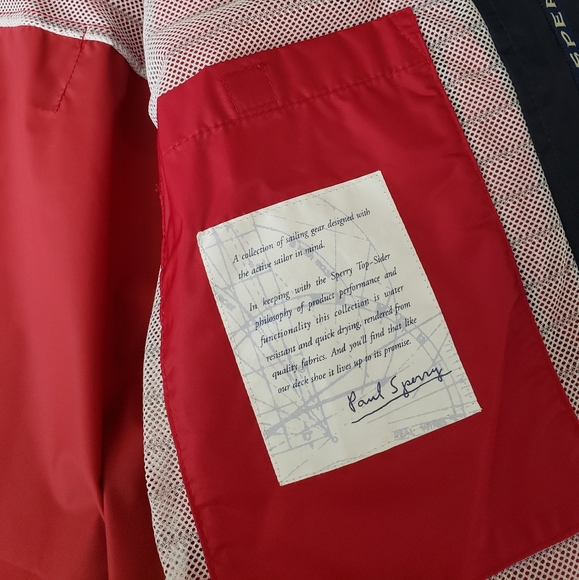 SPER
A collection of sailing gear designed with
the active sailor in mind.
In keeping with the Sperry Top-Sider
philosophy of product performance and
functionality this collection is water
resistant and quick drying, rendered from
quality fabrics. And you'll find that like
our deck shoe it lives up to its promise.
Paul Sperry